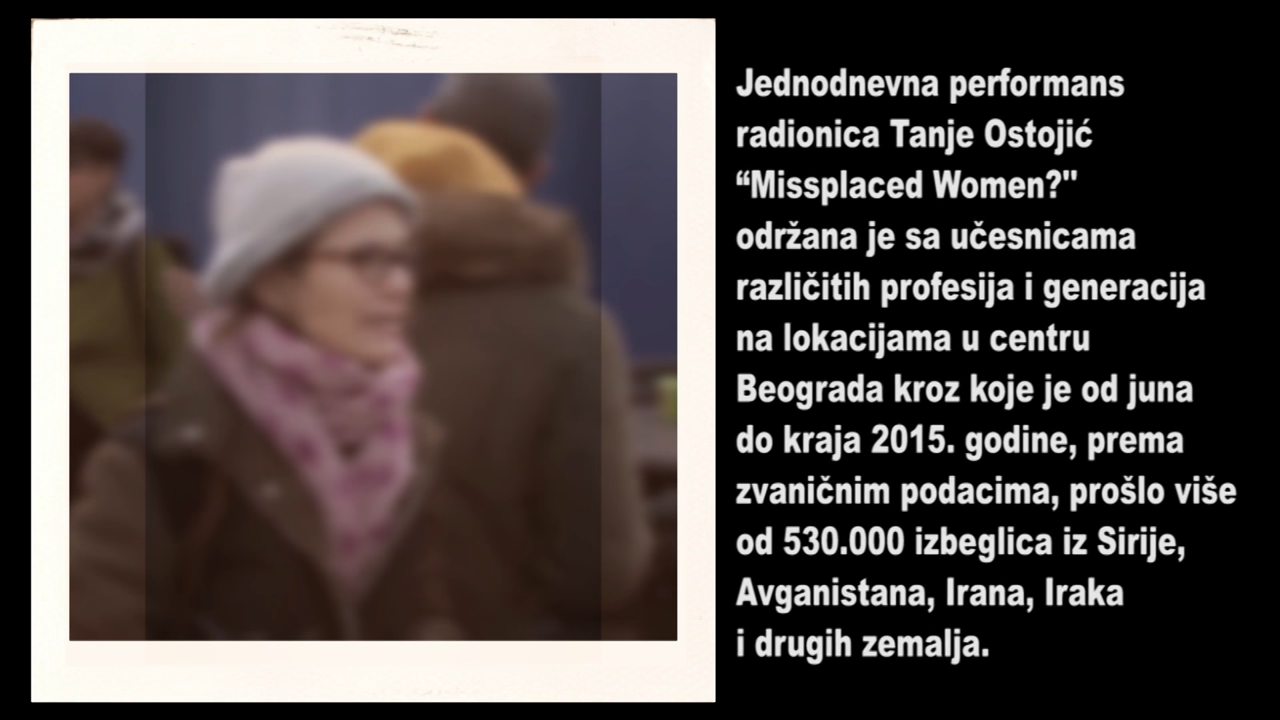 Jednodnevna performans
radionica Tanje Ostojić
“Missplaced Women?"
održana je sa učesnicama
različitih profesija i generacija
na lokacijama u centru
Beograda kroz koje je od juna
do kraja 2015. godine, prema
zvaničnim podacima, prošlo više
od 530.000 izbeglica iz Sirije,
Avganistana, Irana, Iraka
i drugih zemalja.